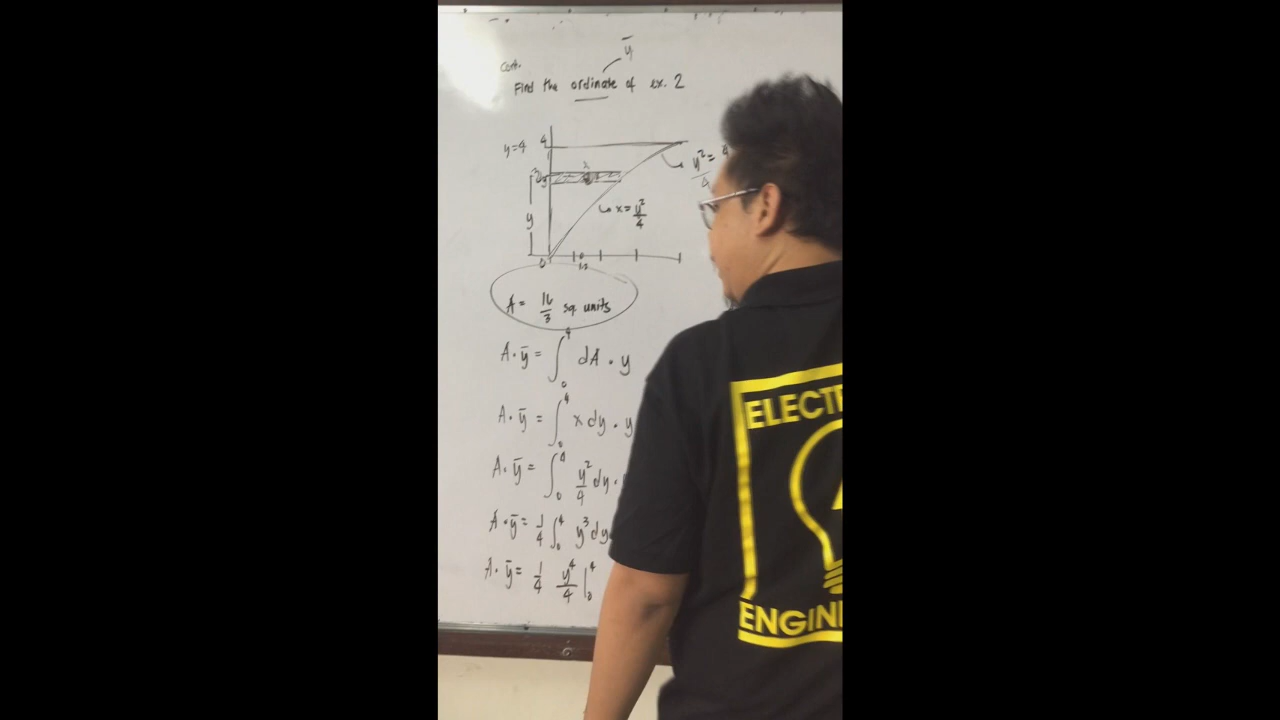 ȳ
Cont.
Find the ordinate of ex. 2
y=4 4
y² = 4
4
x
dy
y
x = y²/4
0
A = 16/3 sq units
A · ȳ = ∫₀⁴ dA · y
A · ȳ = ∫₀⁴ x dy · y
A · ȳ = ∫₀⁴ y²/4 dy ·
A · ȳ = 1/4 ∫₀⁴ y³ dy
A · ȳ = 1/4 y⁴/4 |₀⁴
ELECT
ENGIN